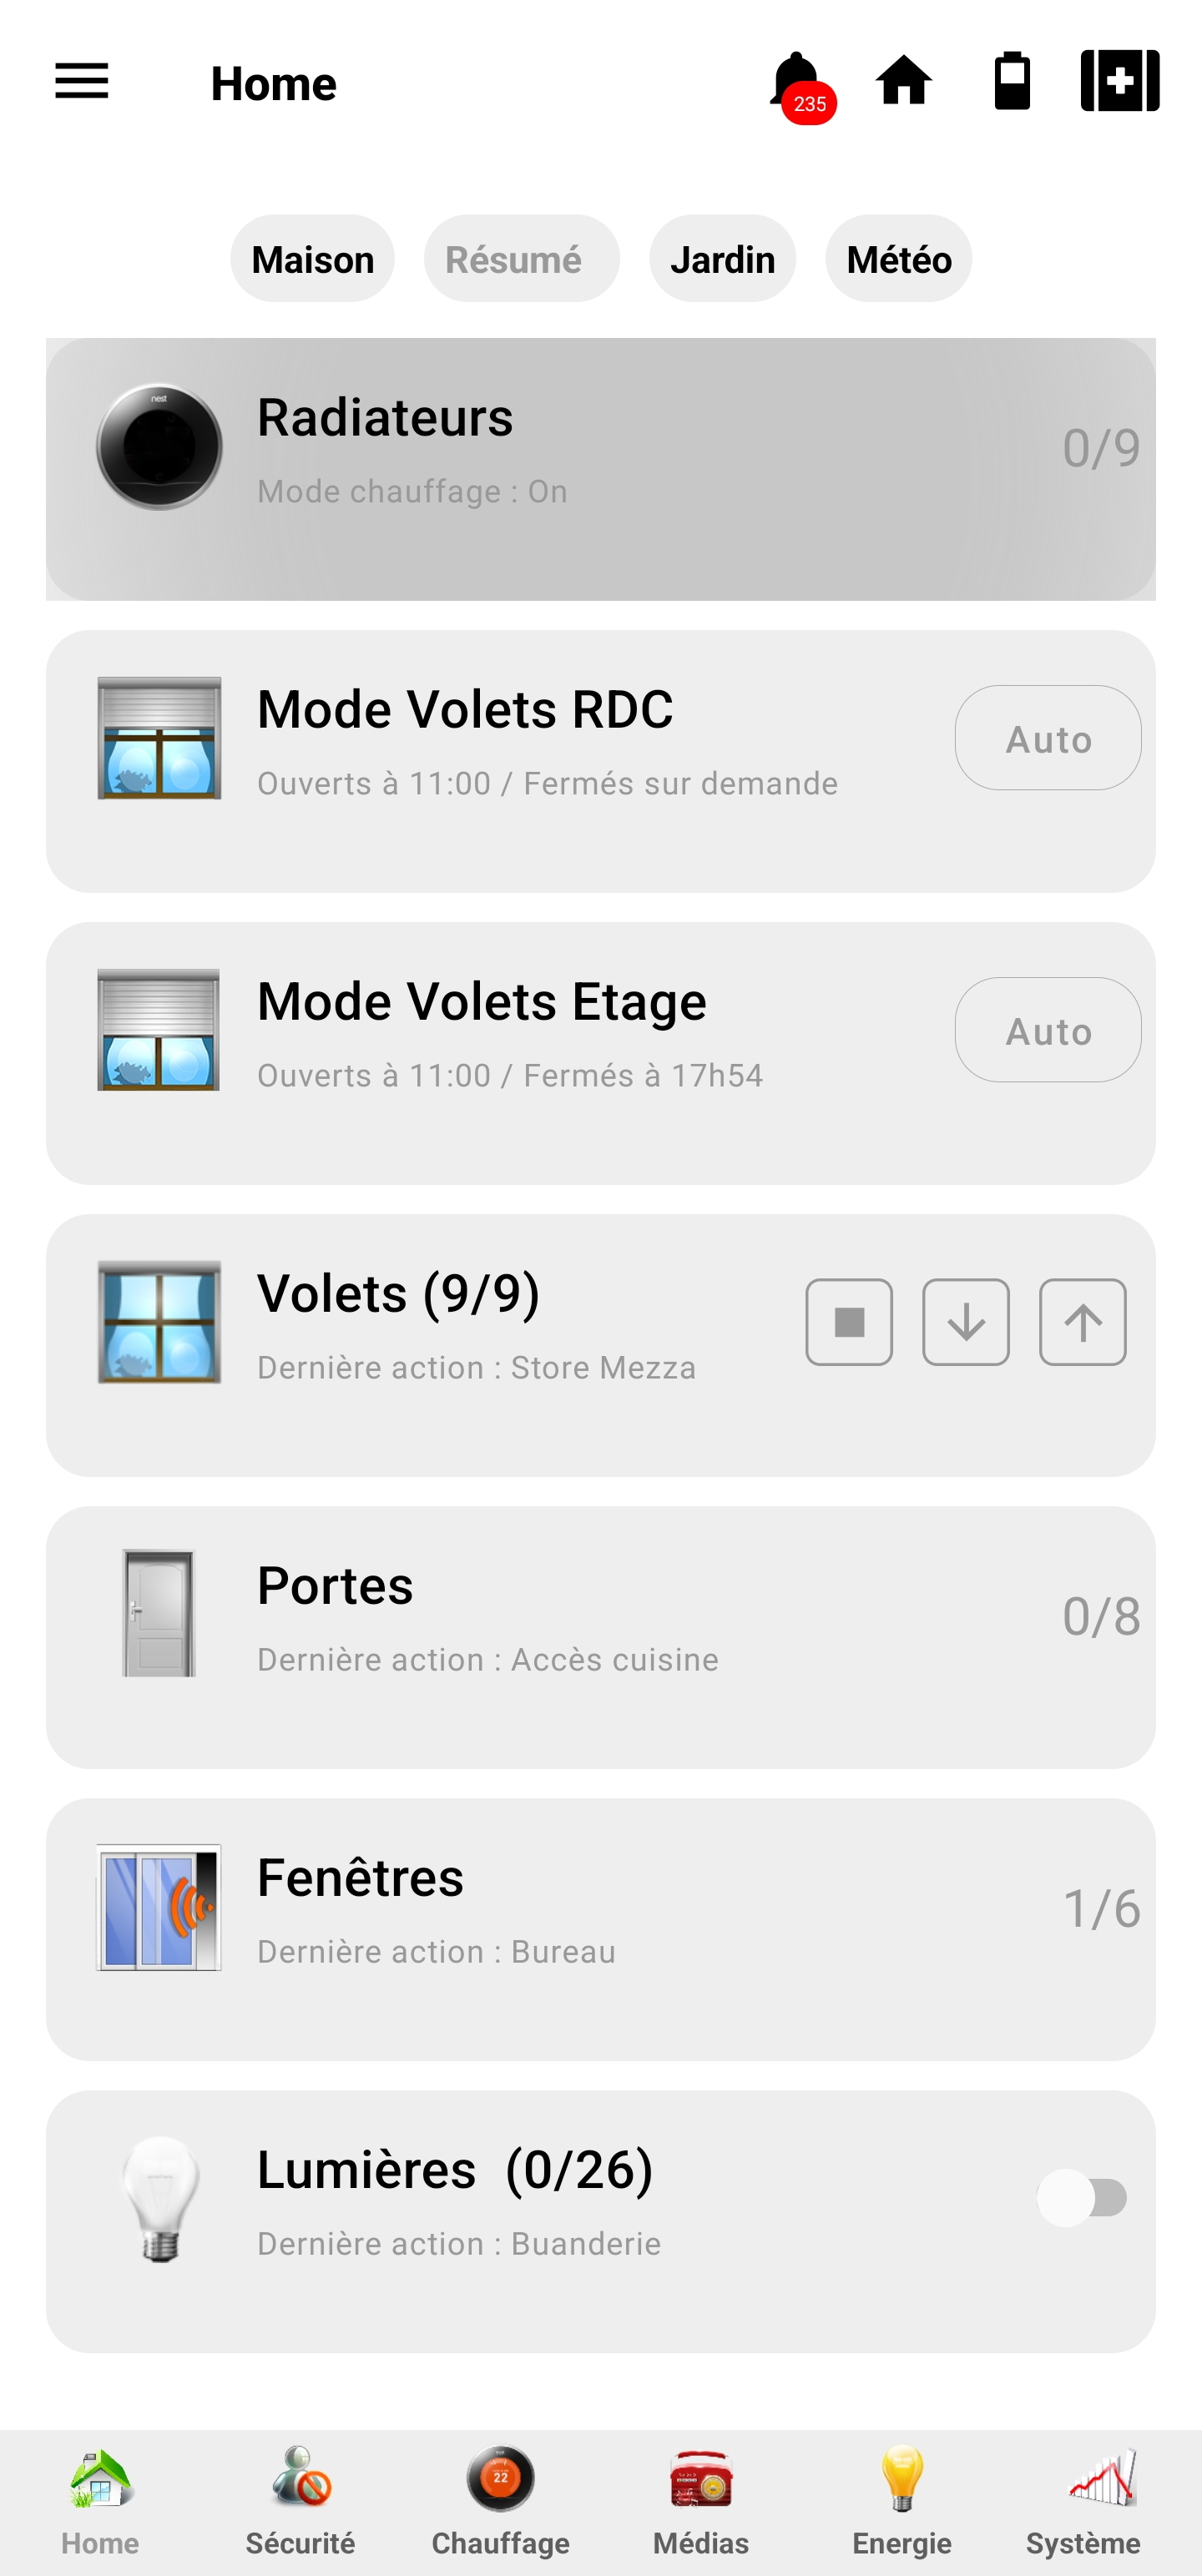 Home
235
Maison
Résumé
Jardin
Météo
nest
Radiateurs
0/9
Mode chauffage : On
Mode Volets RDC
Auto
Ouverts à 11:00 / Fermés sur demande
Mode Volets Etage
Auto
Ouverts à 11:00 / Fermés à 17h54
Volets (9/9)
Dernière action : Store Mezza
Portes
0/8
Dernière action : Accès cuisine
Fenêtres
1/6
Dernière action : Bureau
Lumières (0/26)
Dernière action : Buanderie
22
Home
Sécurité
Chauffage
Médias
Energie
Système